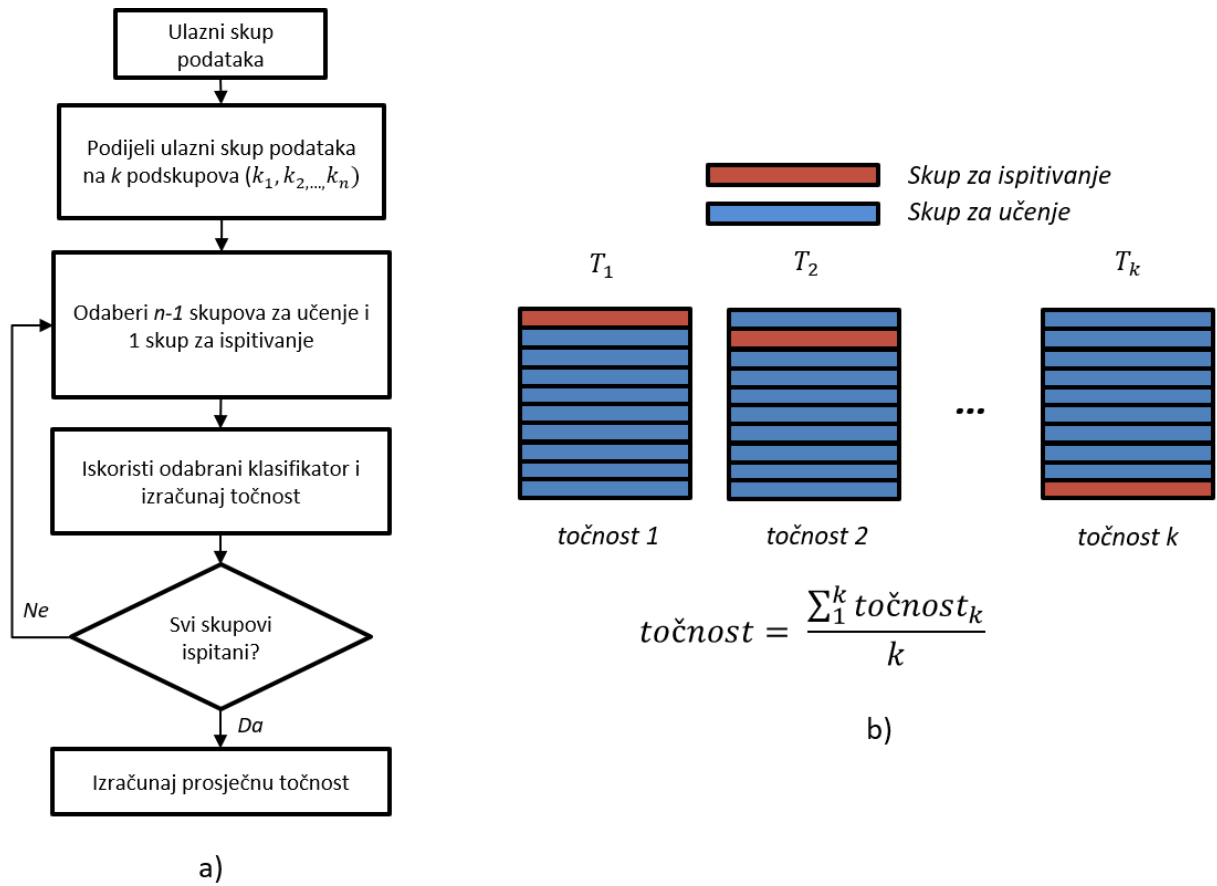 Ulazni skup
podataka
Podijeli ulazni skup podataka
na k podskupova (k₁, k₂,...,kₙ)
Odaberi n-1 skupova za učenje i
1 skup za ispitivanje
Iskoristi odabrani klasifikator i
izračunaj točnost
Ne
Svi skupovi
ispitani?
Da
Izračunaj prosječnu točnost
a)
Skup za ispitivanje
Skup za učenje
T₁ T₂ Tₖ
...
točnost 1 točnost 2 točnost k
točnost = ∑₁ᵏ točnostₖ / k
b)